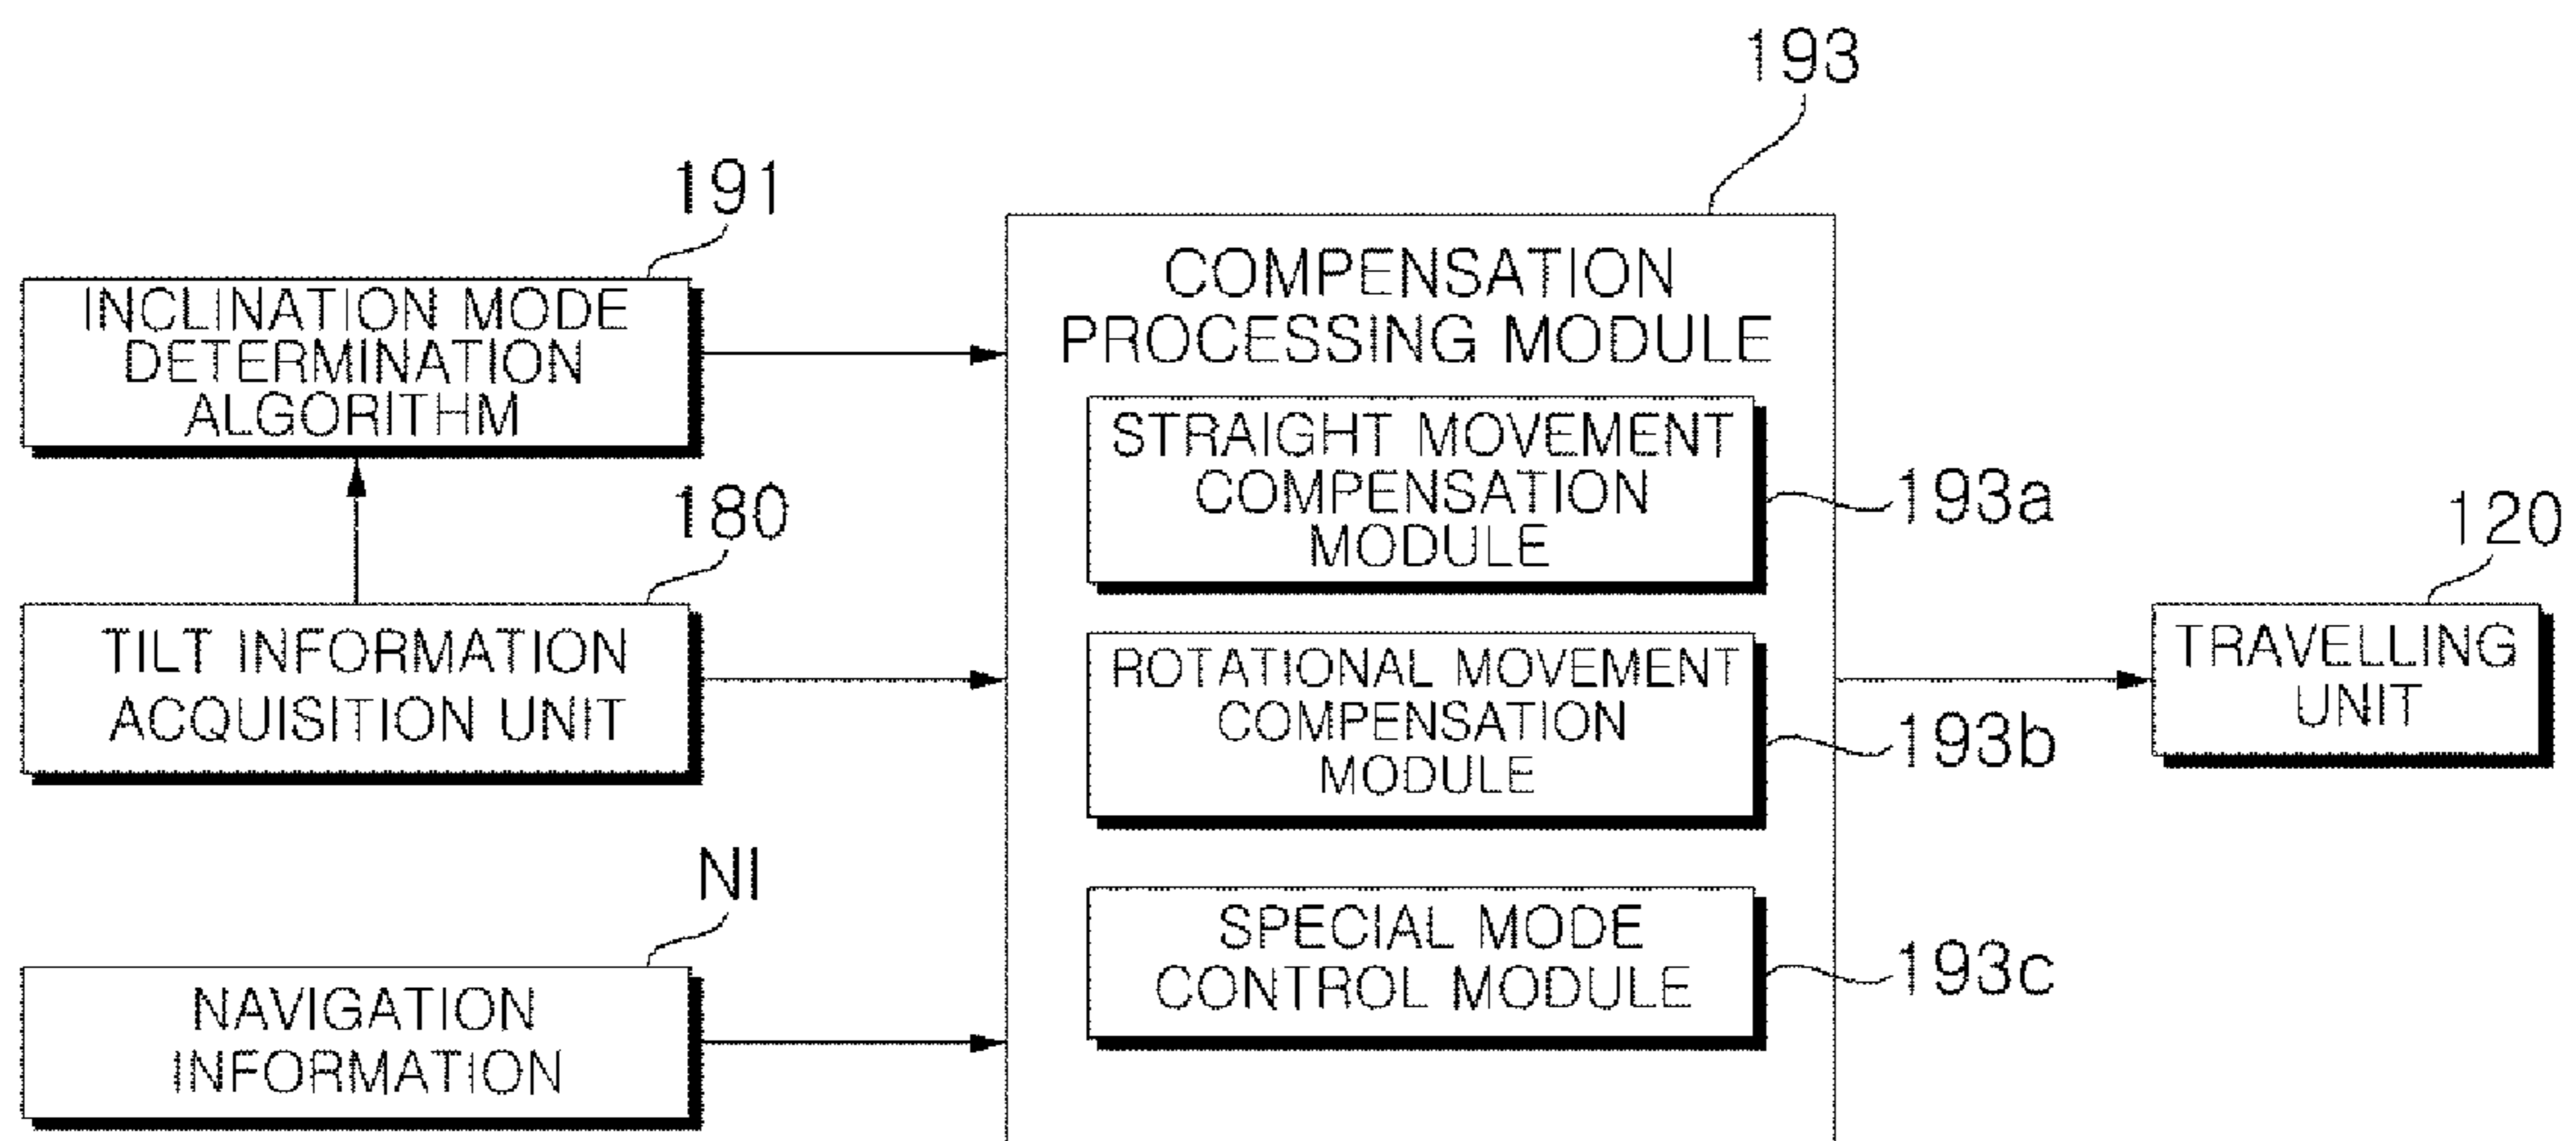 193
191
INCLINATION MODE
DETERMINATION
ALGORITHM
180
TILT INFORMATION
ACQUISITION UNIT
NI
NAVIGATION
INFORMATION
COMPENSATION
PROCESSING MODULE
STRAIGHT MOVEMENT
COMPENSATION
MODULE
193a
ROTATIONAL MOVEMENT
COMPENSATION
MODULE
193b
SPECIAL MODE
CONTROL MODULE
193c
120
TRAVELLING
UNIT